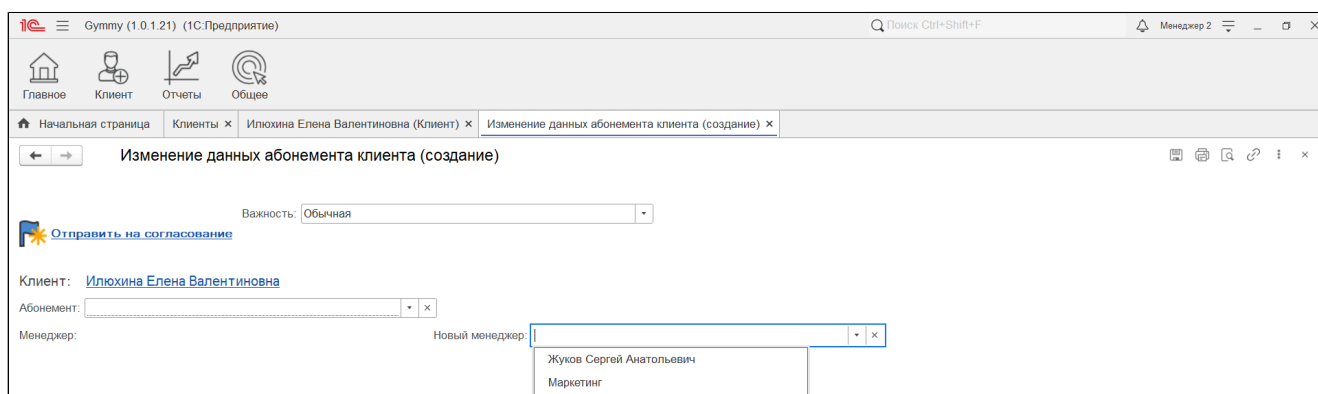 Gymmy (1.0.1.21) (1С:Предприятие) Поиск Ctrl+Shift+F Менеджер 2
Главное Клиент Отчеты Общее
Начальная страница Клиенты × Илюхина Елена Валентиновна (Клиент) × Изменение данных абонемента клиента (создание) ×
Изменение данных абонемента клиента (создание)
Важность: Обычная
Отправить на согласование
Клиент: Илюхина Елена Валентиновна
Абонемент:
Менеджер: Новый менеджер:
Жуков Сергей Анатольевич
Маркетинг